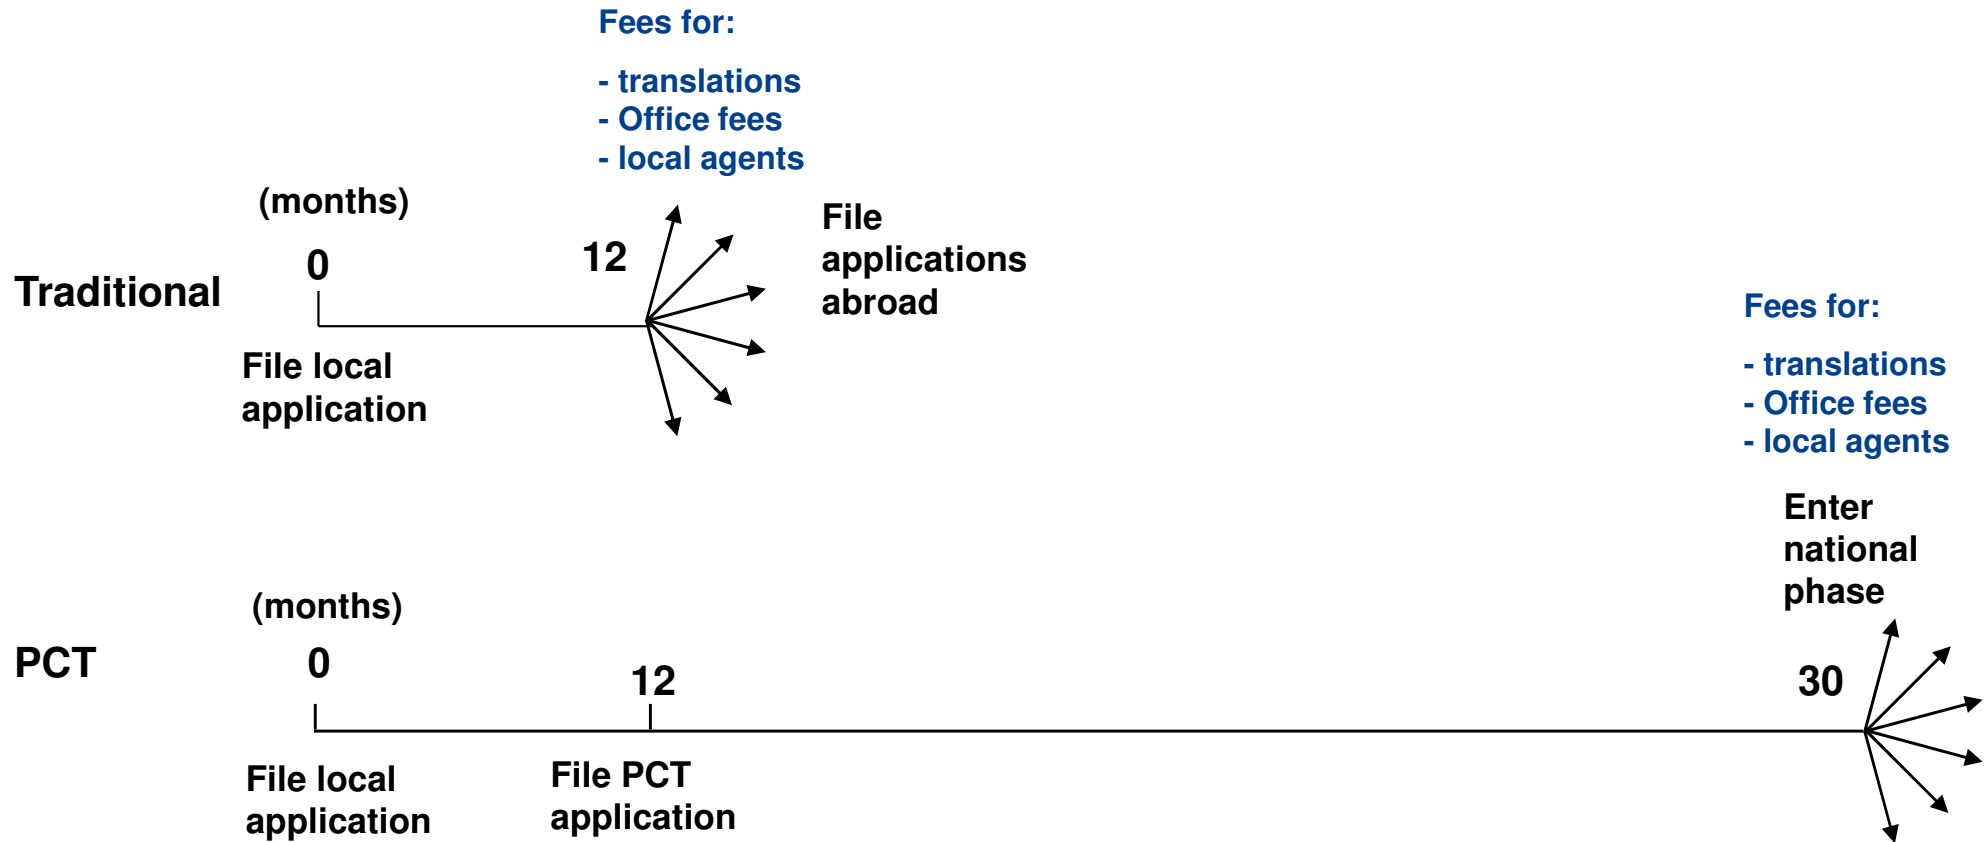 Fees for:
- translations
- Office fees
- local agents
(months)
0
12
File
applications
abroad
Traditional
File local
application
Fees for:
- translations
- Office fees
- local agents
Enter
national
phase
(months)
PCT
0
12
30
File local
application
File PCT
application